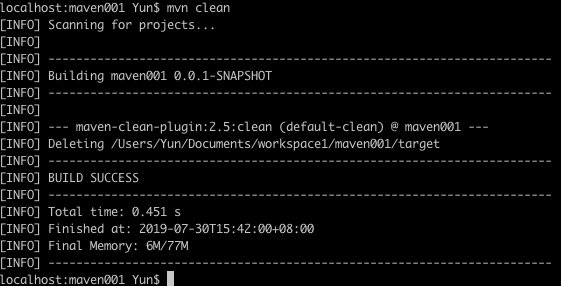 localhost:maven001 Yun$ mvn clean
[INFO] Scanning for projects...
[INFO]
[INFO] ------------------------------------------------------------------------
[INFO] Building maven001 0.0.1-SNAPSHOT
[INFO] ------------------------------------------------------------------------
[INFO]
[INFO] --- maven-clean-plugin:2.5:clean (default-clean) @ maven001 ---
[INFO] Deleting /Users/Yun/Documents/workspace1/maven001/target
[INFO] ------------------------------------------------------------------------
[INFO] BUILD SUCCESS
[INFO] ------------------------------------------------------------------------
[INFO] Total time: 0.451 s
[INFO] Finished at: 2019-07-30T15:42:00+08:00
[INFO] Final Memory: 6M/77M
[INFO] ------------------------------------------------------------------------
localhost:maven001 Yun$